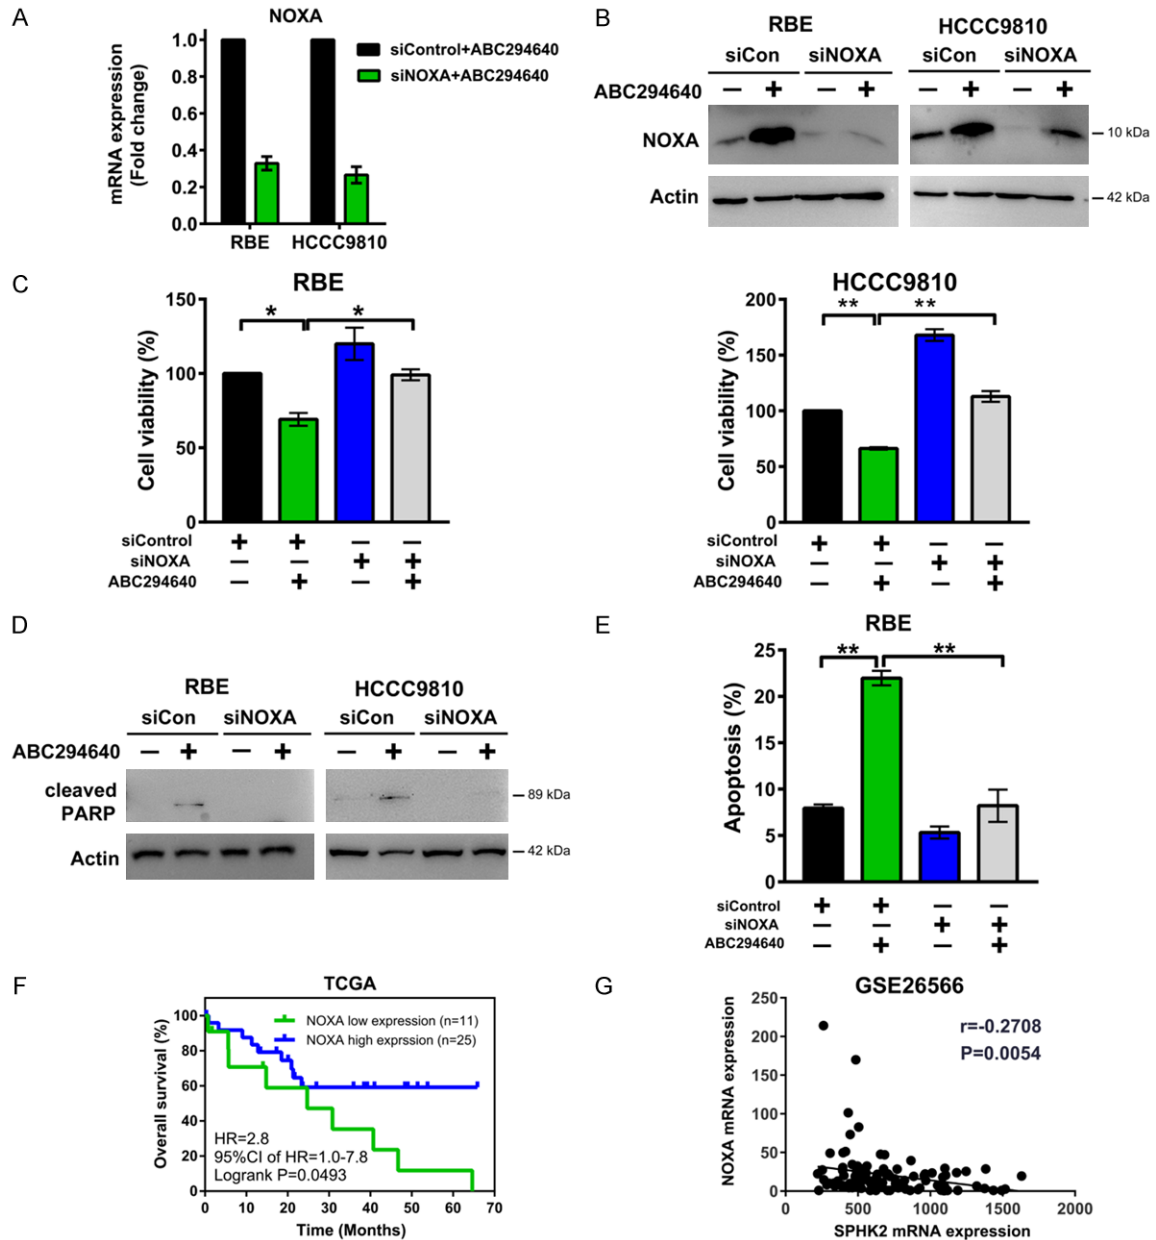 A
NOXA
mRNA expression
(Fold change)
1.0
0.8
0.6
0.4
0.2
0.0
RBE HCCC9810
siControl+ABC294640
siNOXA+ABC294640
B
RBE HCCC9810
siCon siNOXA siCon siNOXA
ABC294640 – + – + – + – +
NOXA – 10 kDa
Actin – 42 kDa
C
RBE
Cell viability (%)
150
100
50
0
* *
siControl + + – –
siNOXA – – + +
ABC294640 – + – +
HCCC9810
Cell viability (%)
200
150
100
50
0
** **
siControl + + – –
siNOXA – – + +
ABC294640 – + – +
D
RBE HCCC9810
siCon siNOXA siCon siNOXA
ABC294640 – + – + – + – +
cleaved
PARP – 89 kDa
Actin – 42 kDa
E
RBE
Apoptosis (%)
25
20
15
10
5
0
** **
siControl + + – –
siNOXA – – + +
ABC294640 – + – +
F
TCGA
Overall survival (%)
100
80
60
40
20
0
NOXA low expression (n=11)
NOXA high exprssion (n=25)
HR=2.8
95%CI of HR=1.0-7.8
Logrank P=0.0493
0 10 20 30 40 50 60 70
Time (Months)
G
GSE26566
NOXA mRNA expression
250
200
150
100
50
0
r=-0.2708
P=0.0054
0 500 1000 1500 2000
SPHK2 mRNA expression